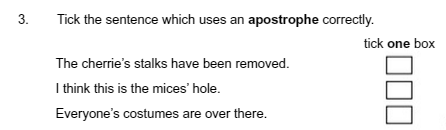 3. Tick the sentence which uses an apostrophe correctly.
tick one box
The cherrie's stalks have been removed.
I think this is the mices' hole.
Everyone's costumes are over there.